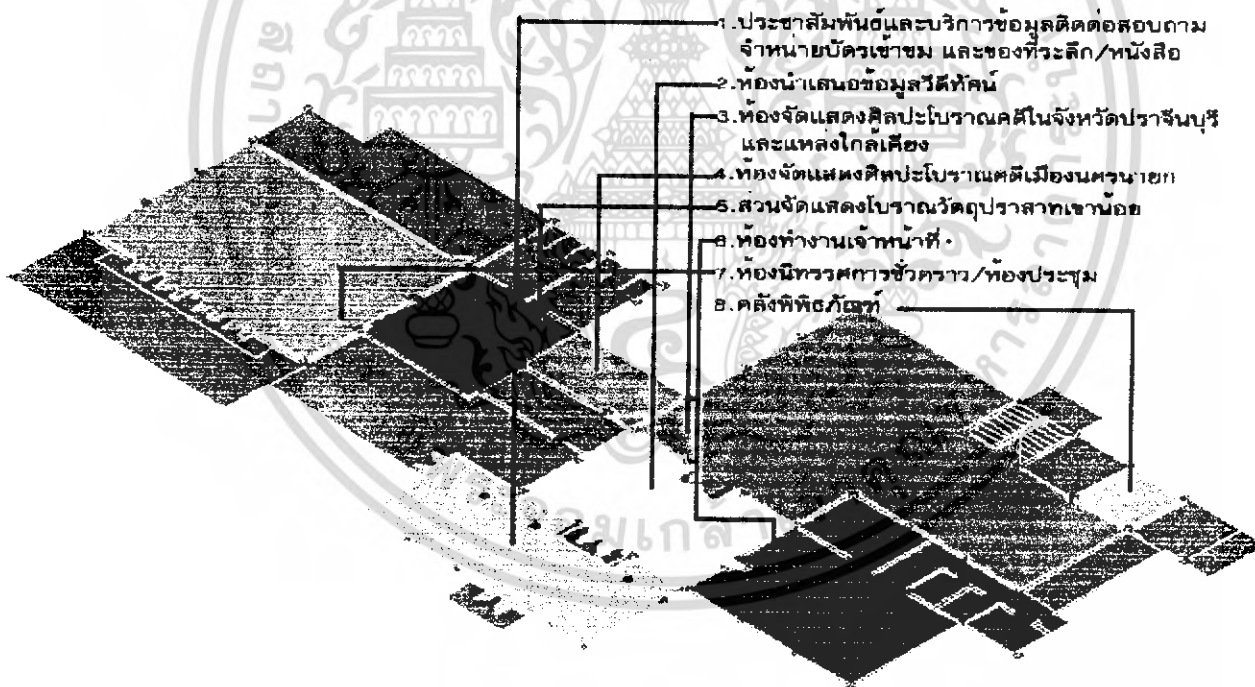 1.ประชาสัมพันธ์และบริการข้อมูลติดต่อสอบถาม
จำหน่ายบัตรเข้าชม และของที่ระลึก/หนังสือ
2.ห้องนำเสนอข้อมูลวีดีทัศน์
3.ห้องจัดแสดงศิลปะโบราณคดีในจังหวัดปราจีนบุรี
และแหล่งใกล้เคียง
4.ห้องจัดแสดงศิลปะโบราณคดีเมืองนครนายก
5.ส่วนจัดแสดงโบราณวัตถุปราสาทเขาน้อย
6.ห้องทำงานเจ้าหน้าที่
7.ห้องนิทรรศการชั่วคราว/ห้องประชุม
8.คลังพิพิธภัณฑ์